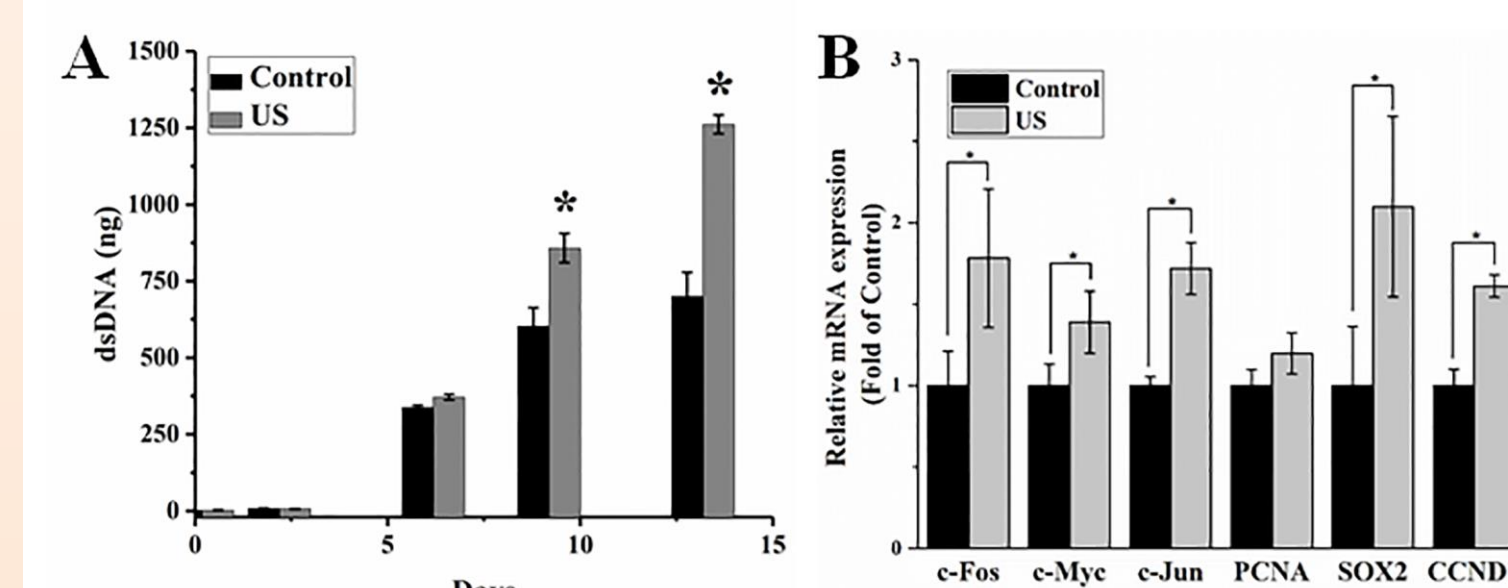 A
1500
1250
1000
750
500
250
0
dsDNA (ng)
Control
US
*
*
0
5
10
15
B
3
2
1
0
Relative mRNA expression
(Fold of Control)
Control
US
*
*
*
*
*
c-Fos
c-Myc
c-Jun
PCNA
SOX2
CCND